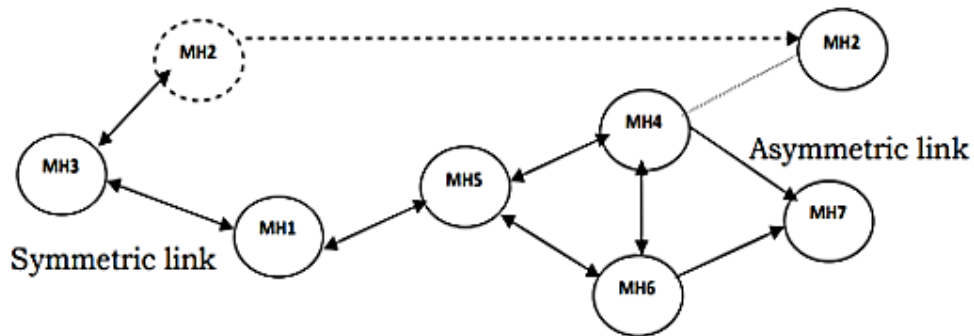 MH2
MH2
MH4
Asymmetric link
MH3
MH5
MH7
MH1
Symmetric link
MH6